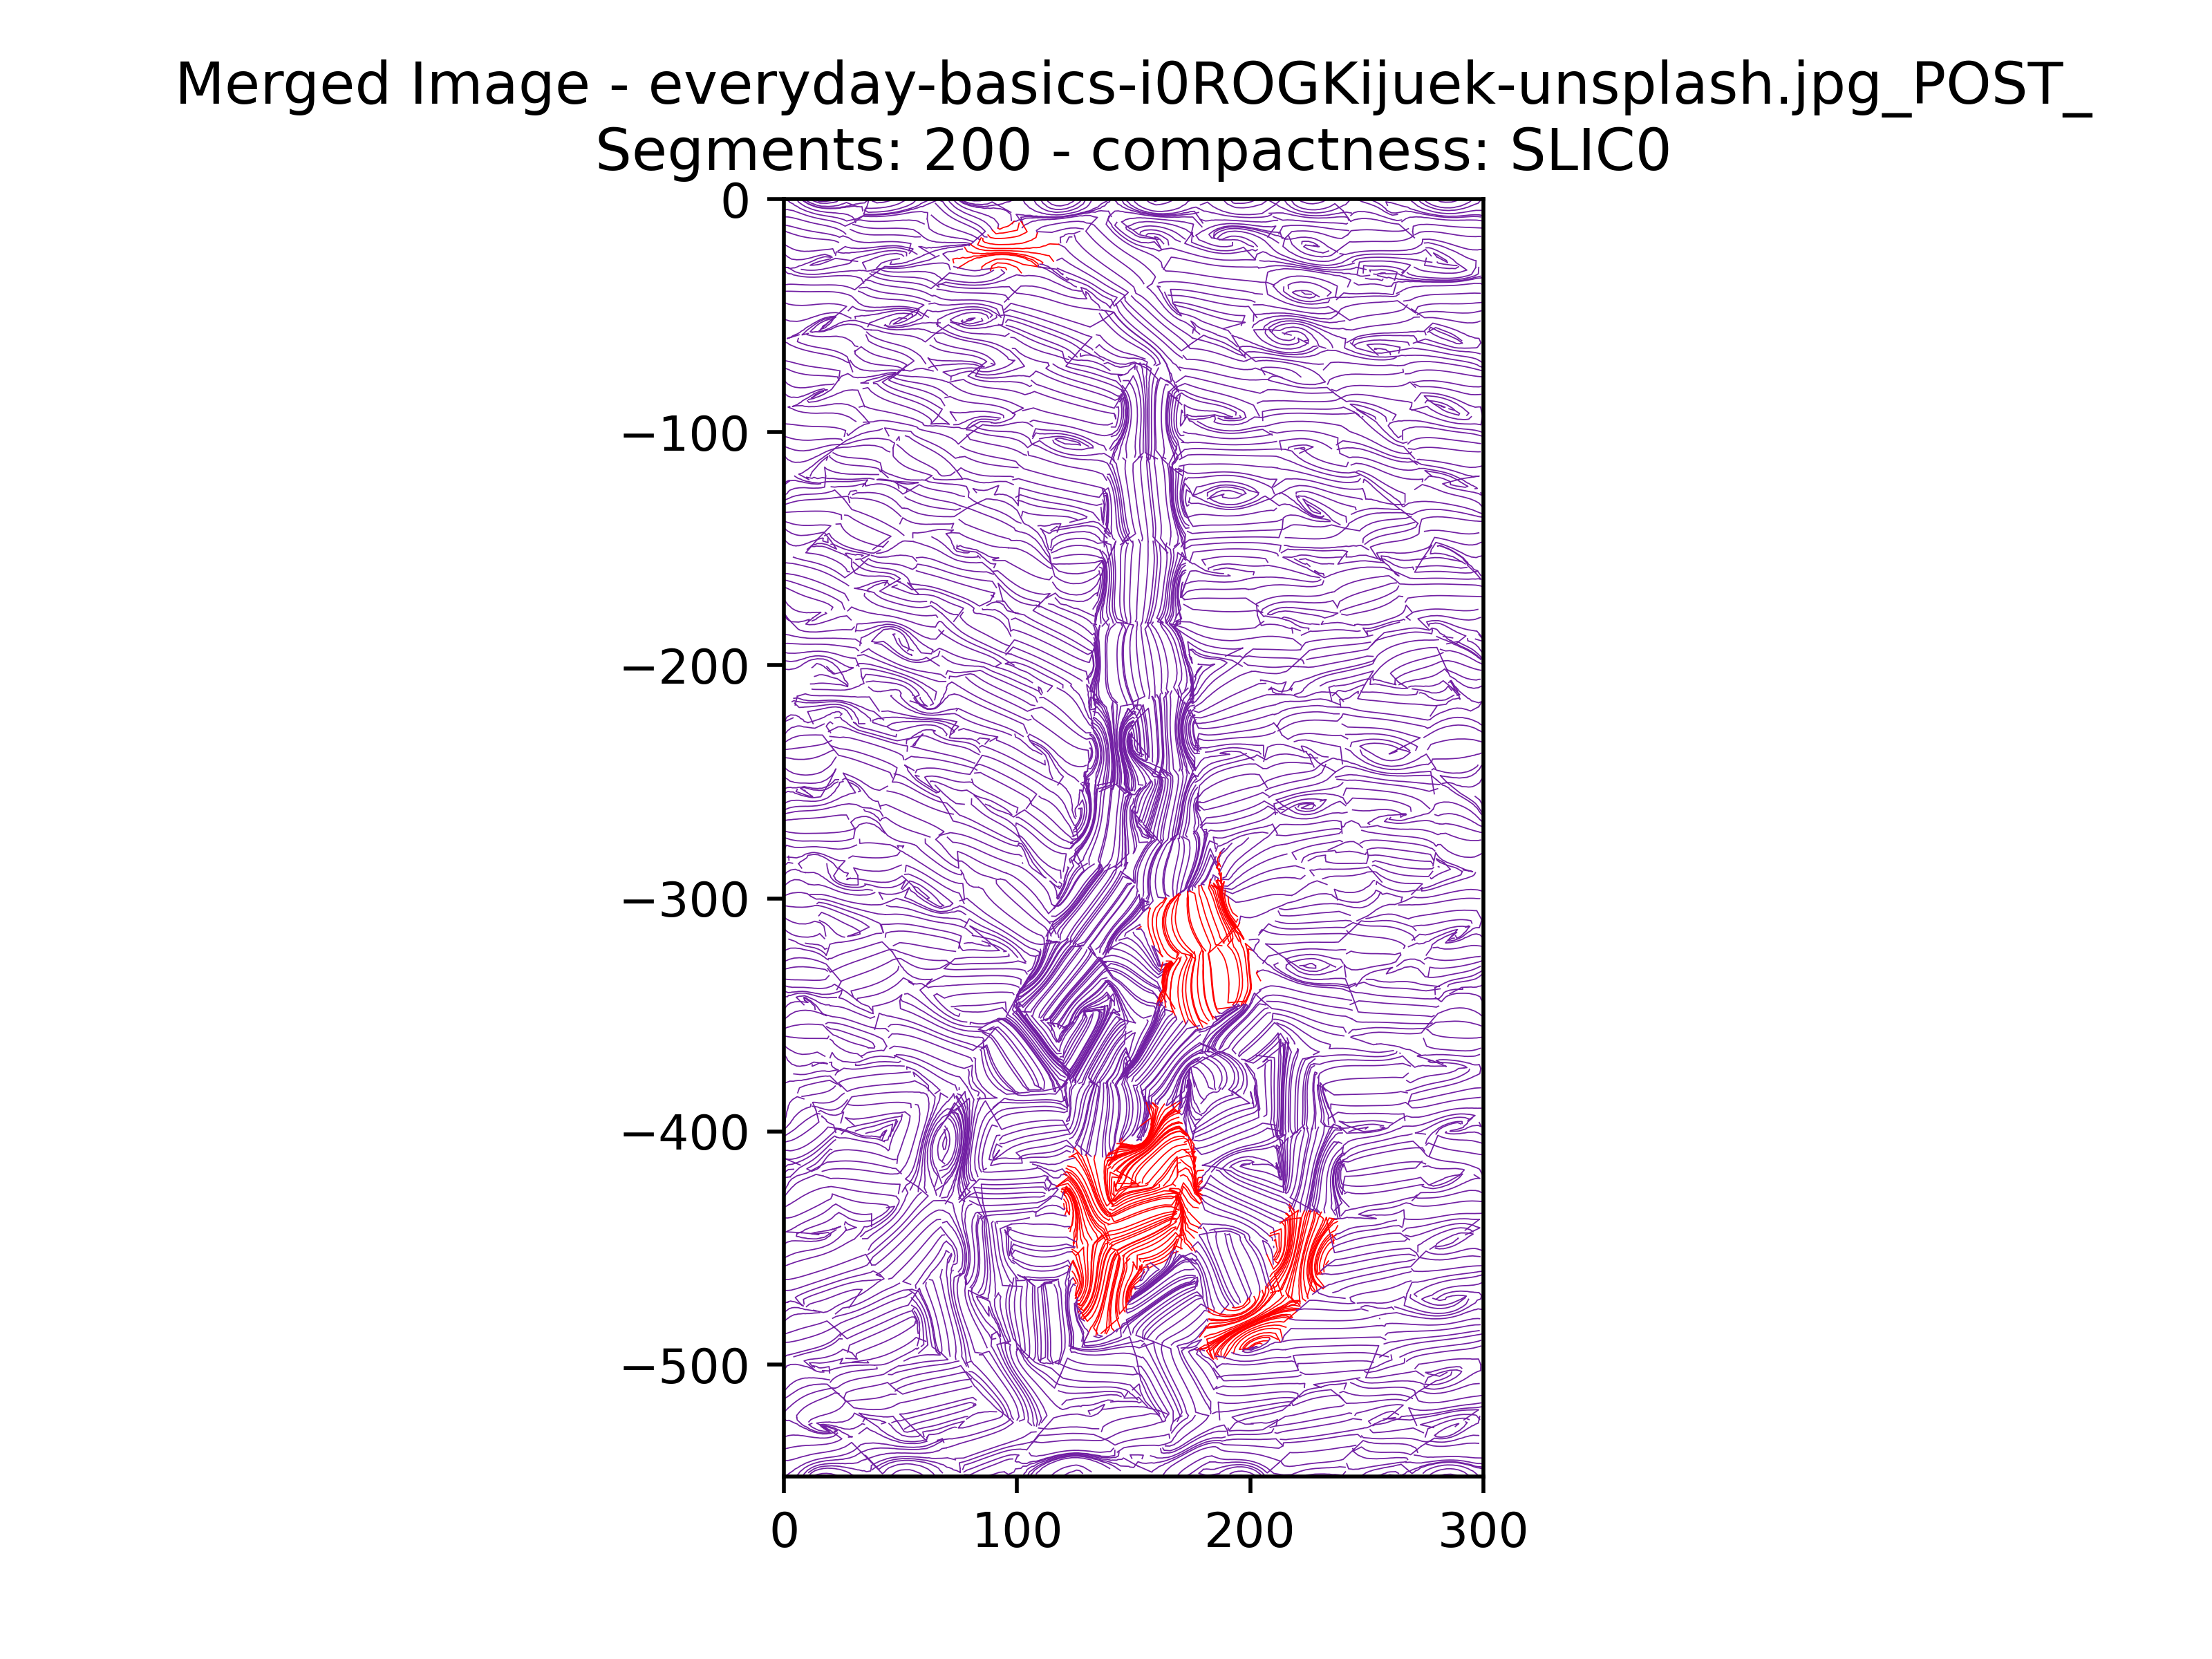 Merged Image - everyday-basics-i0ROGKijuek-unsplash.jpg_POST_
Segments: 200 - compactness: SLIC0
0
−100
−200
−300
−400
−500
0 100 200 300